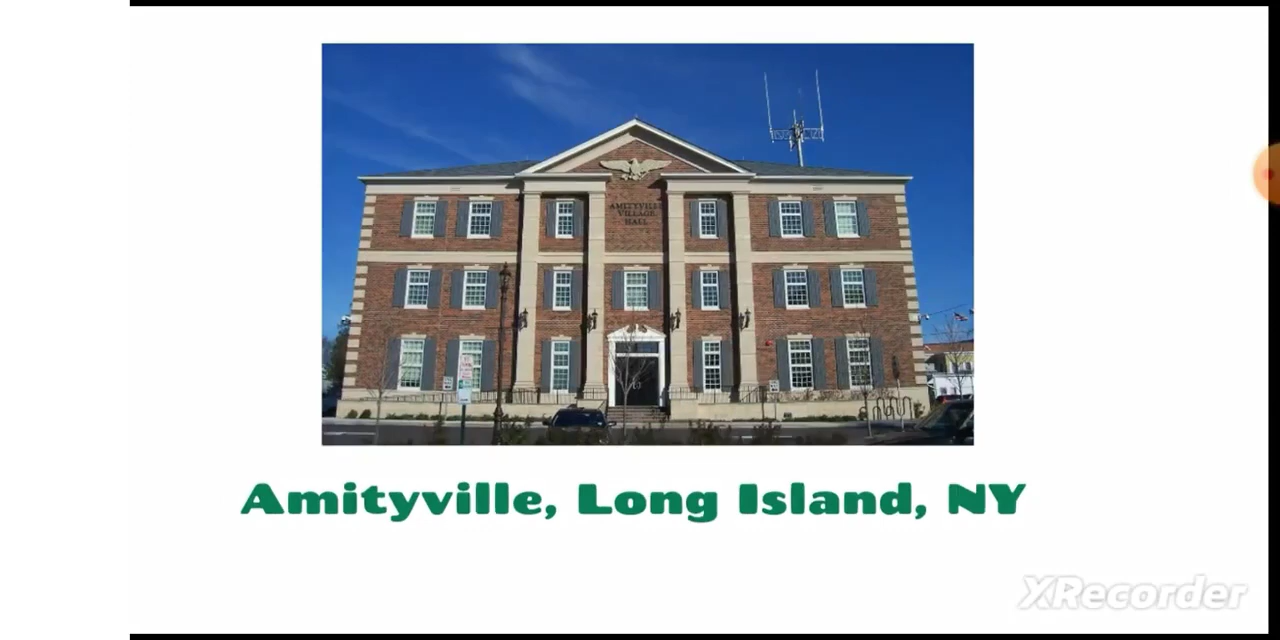 AMITYVILLE
VILLAGE
HALL
Amityville, Long Island, NY
XRecorder